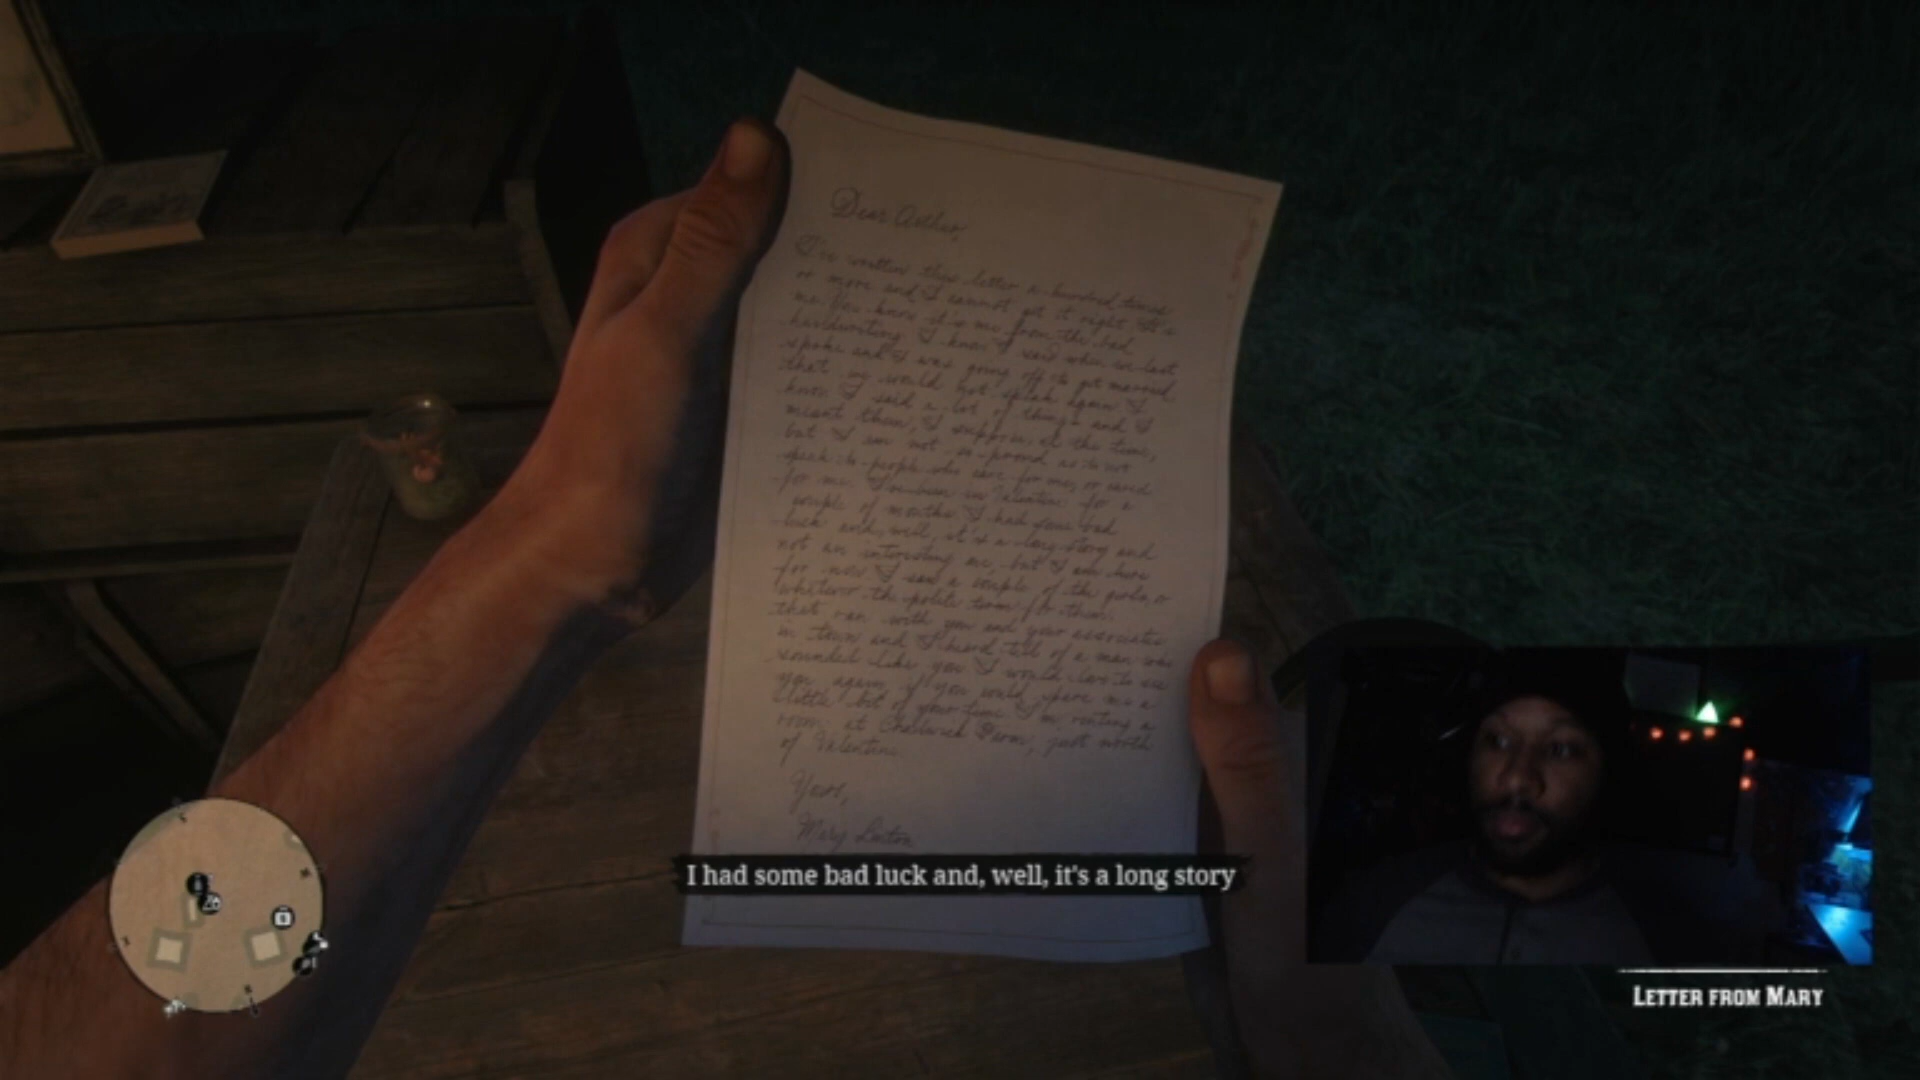 Dear Arthur,
I've written this letter a hundred times
or more and I cannot get it right. It's
me. You know it's me from the bad
handwriting. I know I said when we last
spoke and I was going off to get married
that we would not speak again. I
know I said a lot of things and I
meant them, I suppose, at the time,
but I am not so proud as to not
speak to people who care for me, or cared
for me. I've been in Valentine for a
couple of months. I had some bad
luck and, well, it's a long story and
not an interesting one, but I am here
for now. I saw a couple of the girls, or
whatever the polite term for them,
that ran with you and your associates
in town and I heard tell of a man who
sounded like you. I would love to see
you again if you could spare me a
little bit of your time. I'm renting a
room at Chadwick Farm, just north
of Valentine.
Yours,
Mary Linton
I had some bad luck and, well, it's a long story
LETTER FROM MARY